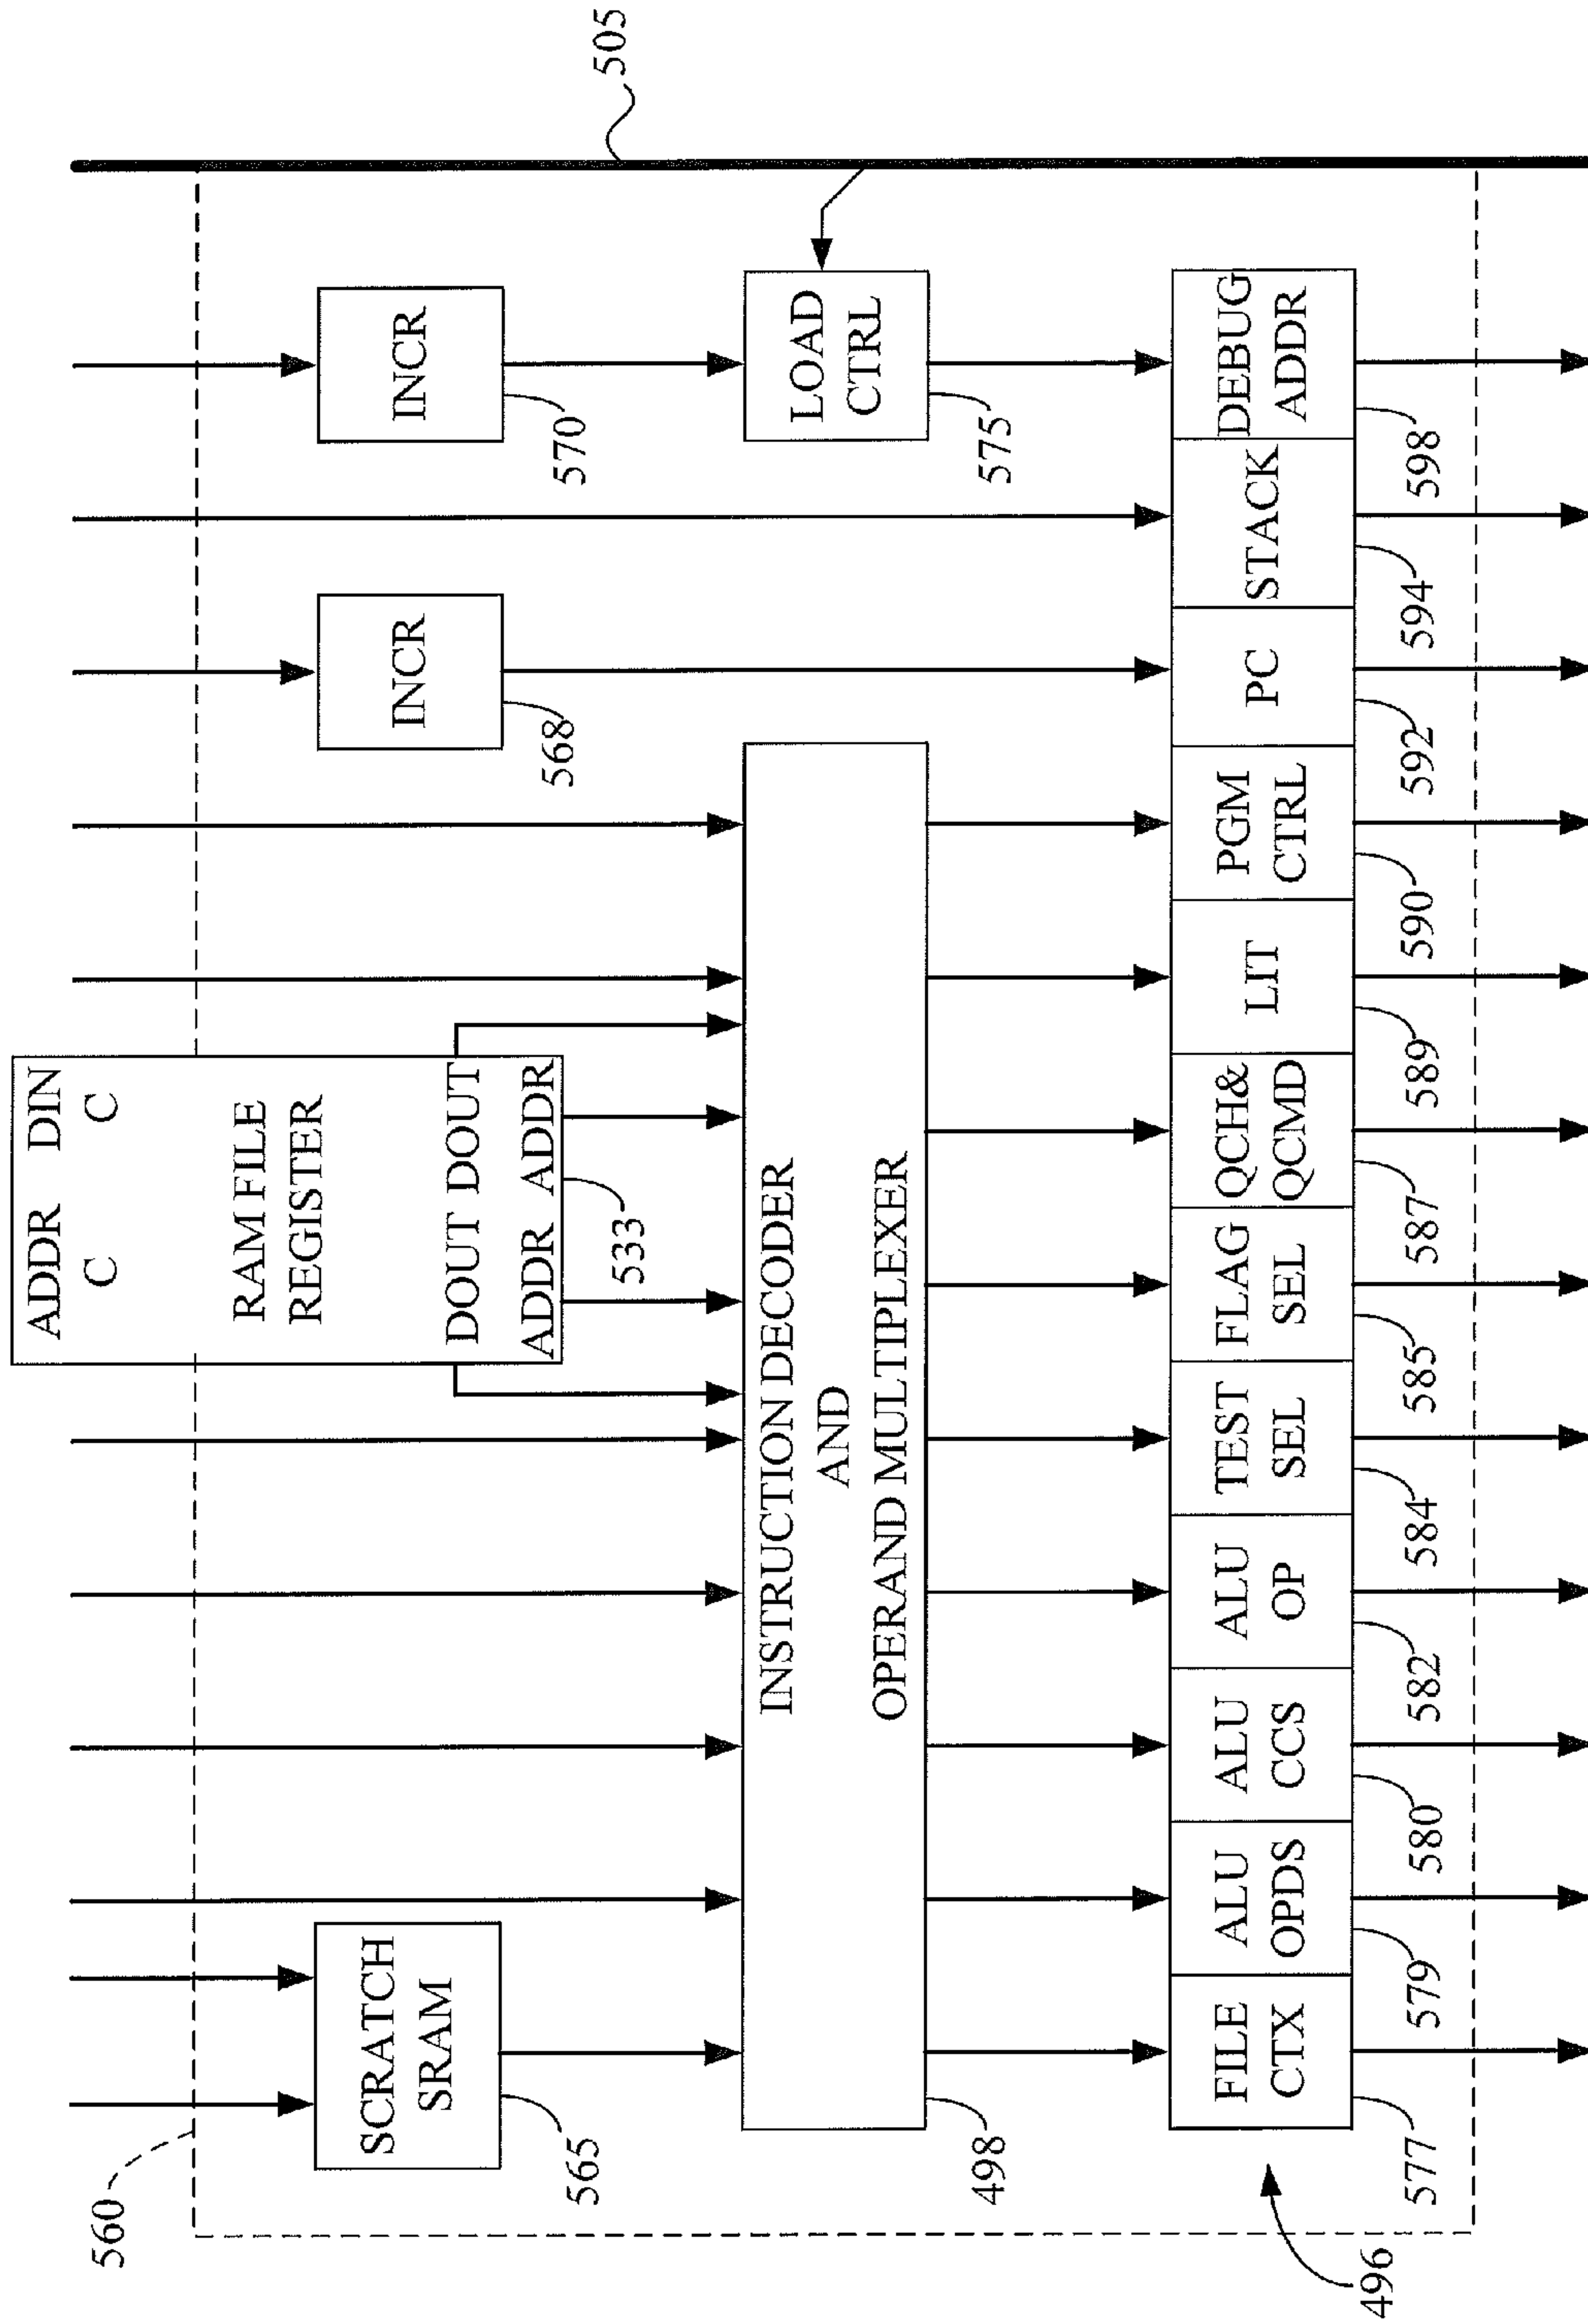 505
560
ADDR DIN
C C
RAM FILE
REGISTER
DOUT DOUT
ADDR ADDR
533
SCRATCH
SRAM
565
INCR
568
INCR
570
INSTRUCTION DECODER
AND
OPERAND MULTIPLEXER
498
LOAD
CTRL
575
496
FILE
CTX
577
ALU
OPDS
579
ALU
CCS
580
ALU
OP
582
TEST
SEL
584
FLAG
SEL
585
QCH&
QCMD
587
LIT
589
PGM
CTRL
590
PC
592
STACK
594
DEBUG
ADDR
598